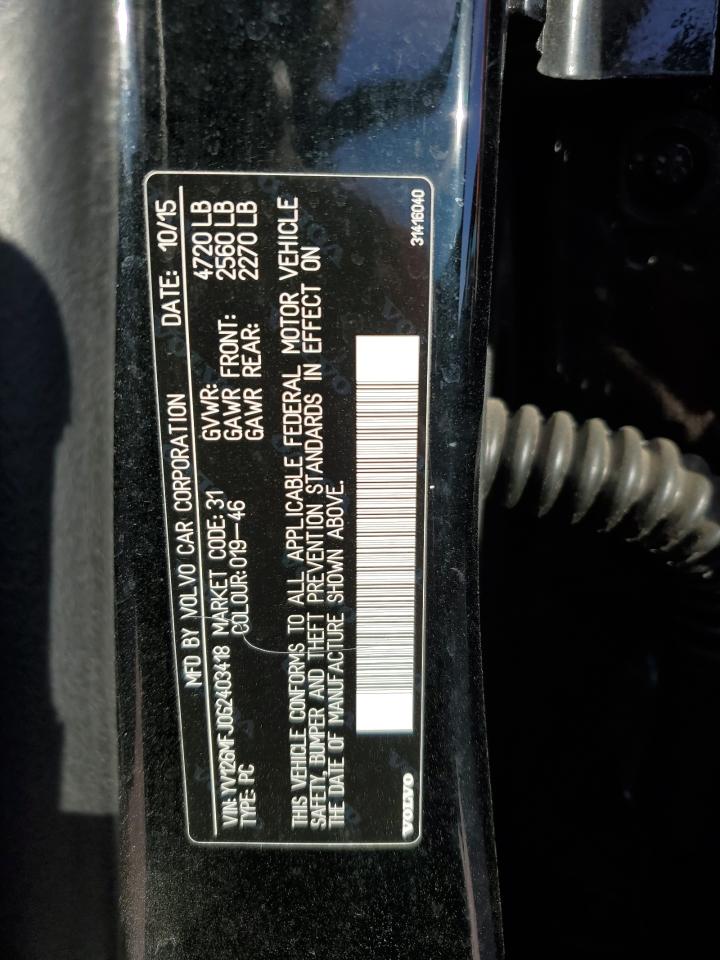 MFD BY VOLVO CAR CORPORATION DATE: 10/15
VIN: YV126MFJ0G2403418 MARKET CODE: 31 GVWR: 4720 LB
TYPE: PC COLOUR: 019-46 GAWR FRONT: 2560 LB
GAWR REAR: 2270 LB
THIS VEHICLE CONFORMS TO ALL APPLICABLE FEDERAL MOTOR VEHICLE
SAFETY, BUMPER AND THEFT PREVENTION STANDARDS IN EFFECT ON
THE DATE OF MANUFACTURE SHOWN ABOVE.
VOLVO 31416040